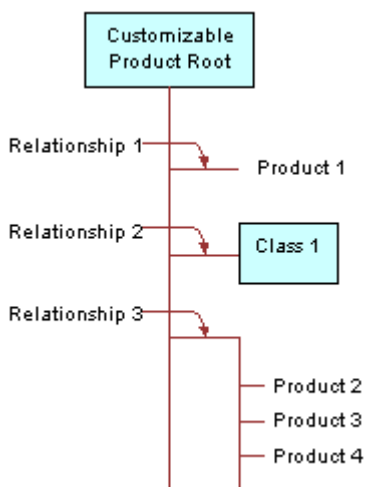 Customizable
Product Root
Relationship 1
Product 1
Relationship 2
Class 1
Relationship 3
Product 2
Product 3
Product 4